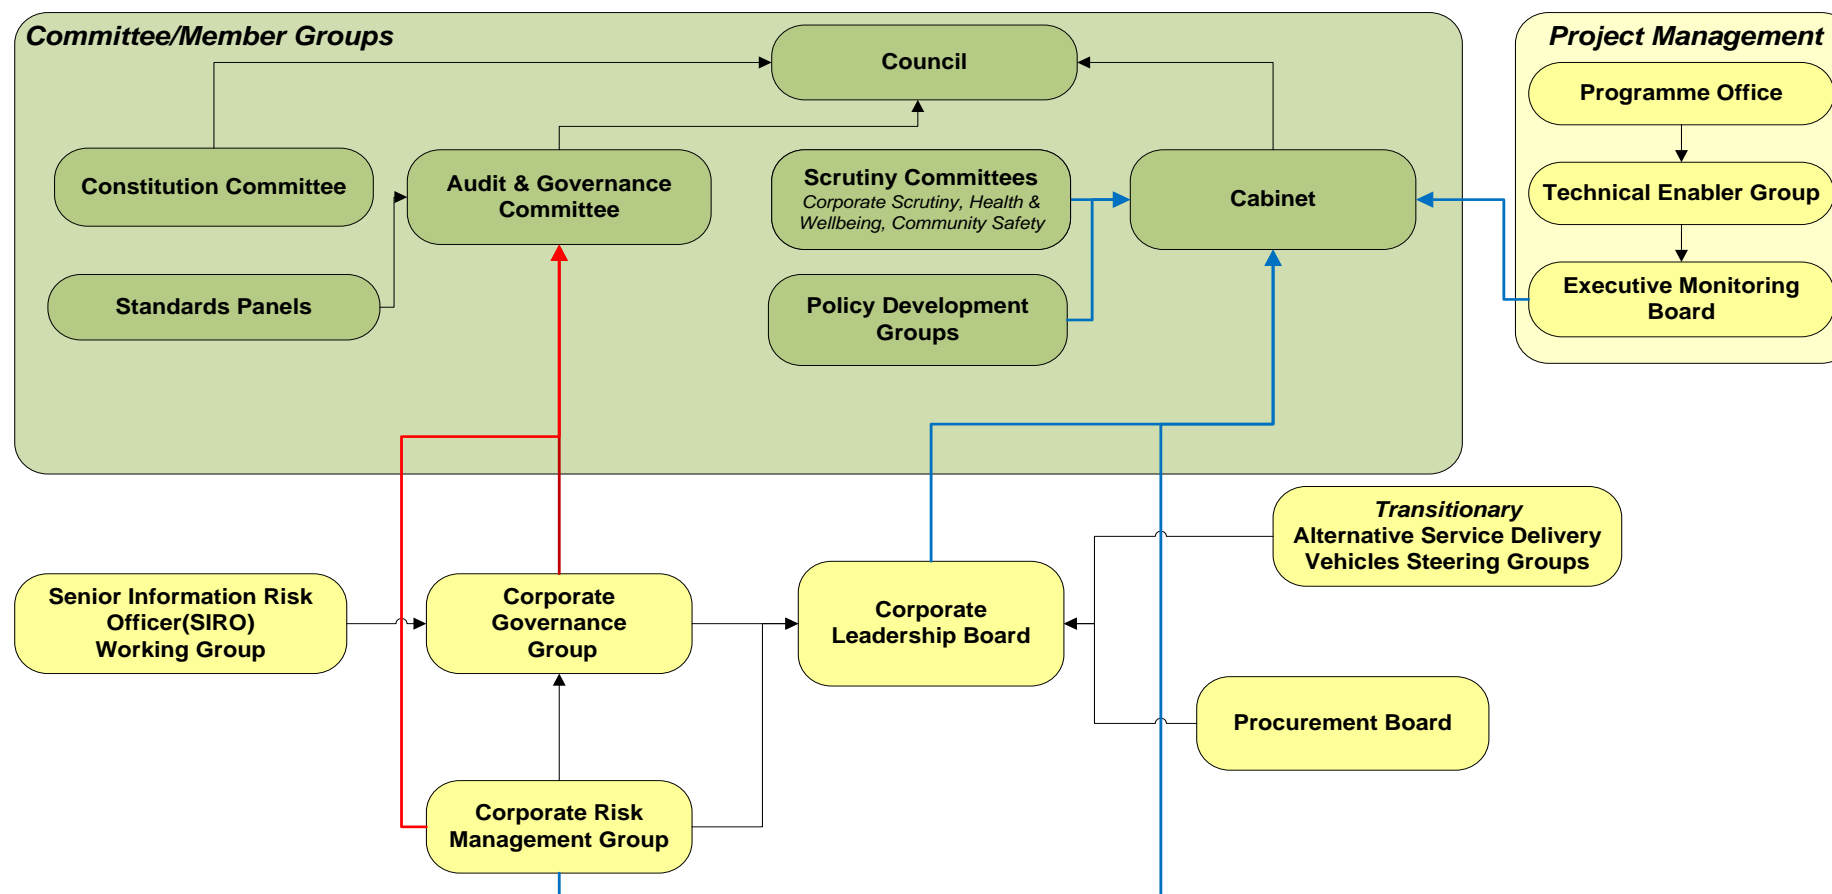 Committee/Member Groups
Council
Constitution Committee
Audit & Governance
Committee
Scrutiny Committees
Corporate Scrutiny, Health &
Wellbeing, Community Safety
Cabinet
Standards Panels
Policy Development
Groups
Project Management
Programme Office
Technical Enabler Group
Executive Monitoring
Board
Transitionary
Alternative Service Delivery
Vehicles Steering Groups
Senior Information Risk
Officer(SIRO)
Working Group
Corporate
Governance
Group
Corporate
Leadership Board
Procurement Board
Corporate Risk
Management Group